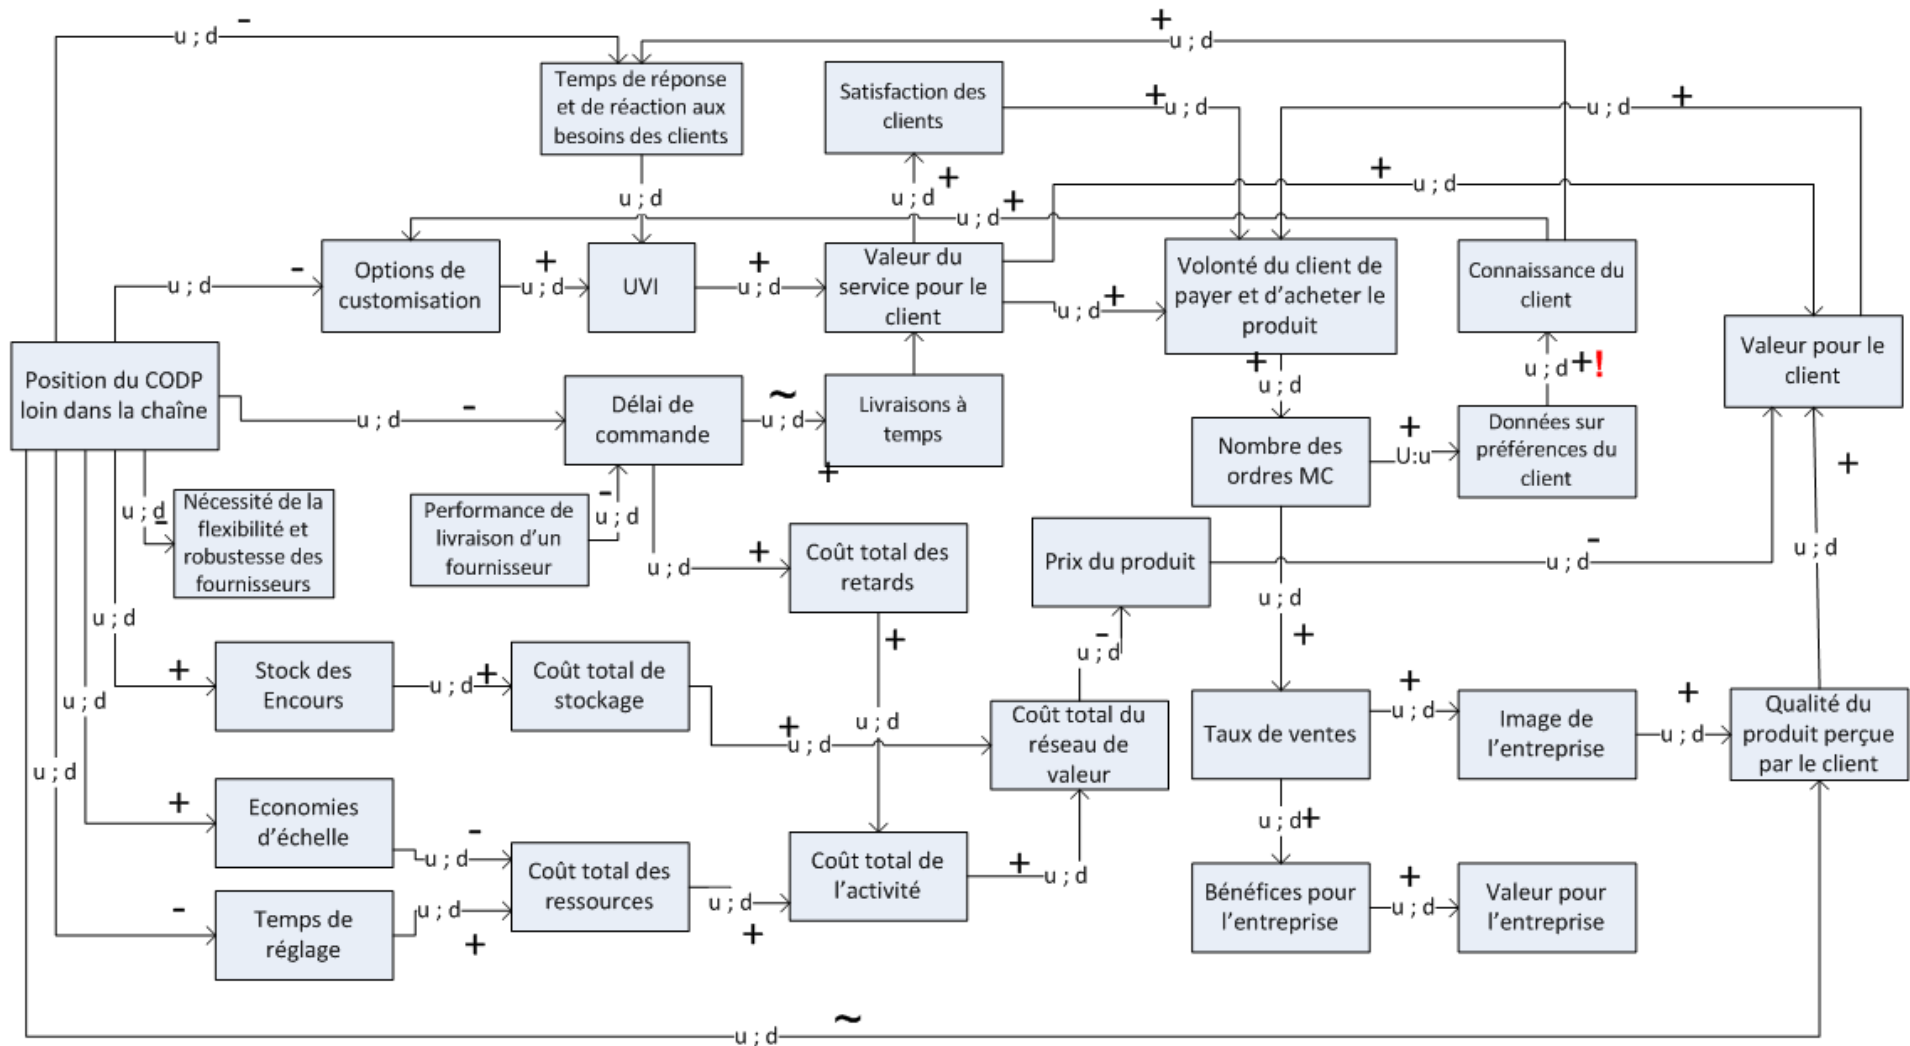 u ; d
-
+
u ; d
Temps de réponse
et de réaction aux
besoins des clients
Satisfaction des
clients
+
u ; d
+
u ; d
u ; d
+
u ; d
+
u ; d
+
u ; d
u ; d
-
Options de
customisation
+
u ; d
UVI
+
u ; d
Valeur du
service pour le
client
+
u ; d
Volonté du client de
payer et d'acheter le
produit
Connaissance du
client
Valeur pour le
client
Position du CODP
loin dans la chaîne
u ; d
-
Délai de
commande
~
u ; d
Livraisons à
temps
+
+
u ; d
u ; d
+!
Nombre des
ordres MC
+
U:u
Données sur
préférences du
client
u ; d
-
Nécessité de la
flexibilité et
robustesse des
fournisseurs
Performance de
livraison d'un
fournisseur
-
u ; d
u ; d
+
Coût total des
retards
Prix du produit
u ; d
-
+
u ; d
u ; d
+
+
u ; d
-
u ; d
u ; d
+
Stock des
Encours
u ; d
+
Coût total de
stockage
+
u ; d
u ; d
Coût total du
réseau de
valeur
Taux de ventes
+
u ; d
Image de
l'entreprise
+
u ; d
Qualité du
produit perçue
par le client
u ; d
+
Economies
d'échelle
-
u ; d
u ; d
-
Temps de
réglage
u ; d
+
Coût total des
ressources
u ; d
+
Coût total de
l'activité
+
u ; d
u ; d
+
Bénéfices pour
l'entreprise
+
u ; d
Valeur pour
l'entreprise
u ; d
~